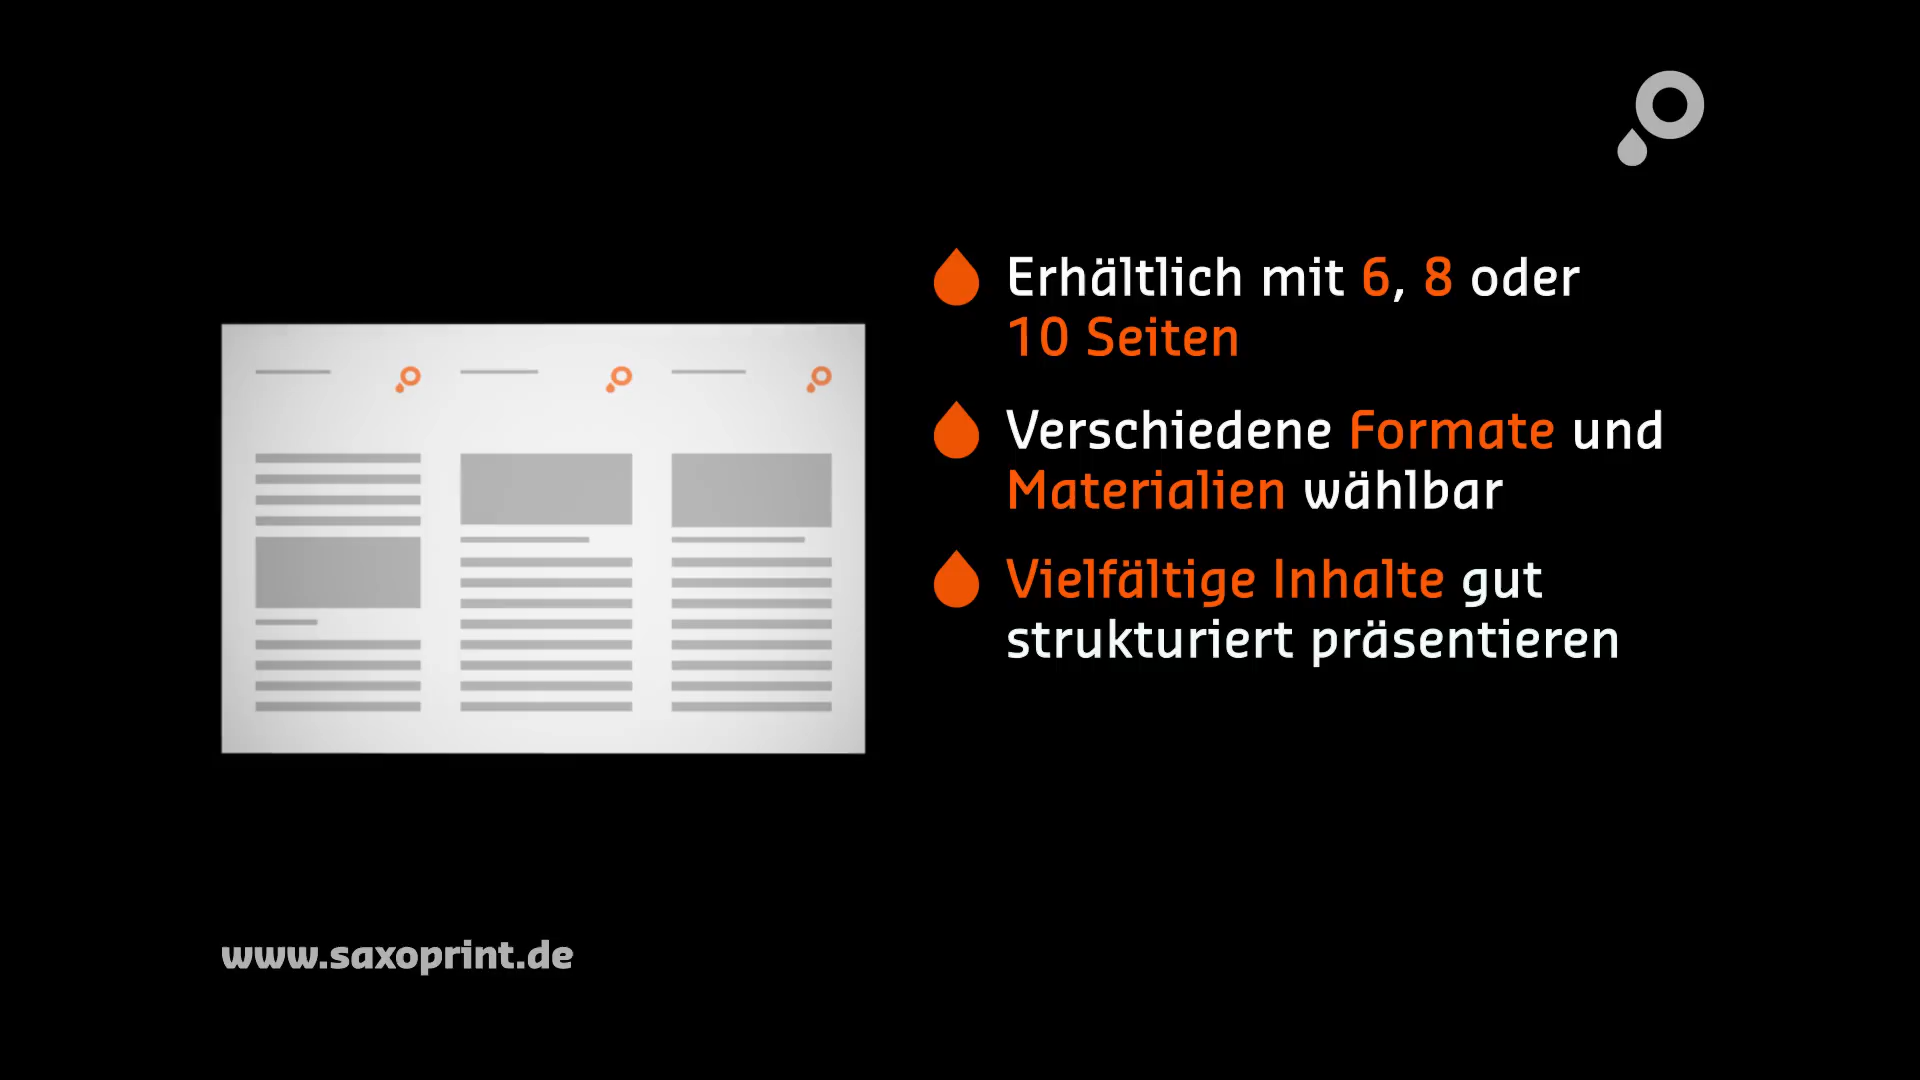 Erhältlich mit 6, 8 oder
10 Seiten
Verschiedene Formate und
Materialien wählbar
Vielfältige Inhalte gut
strukturiert präsentieren
www.saxoprint.de